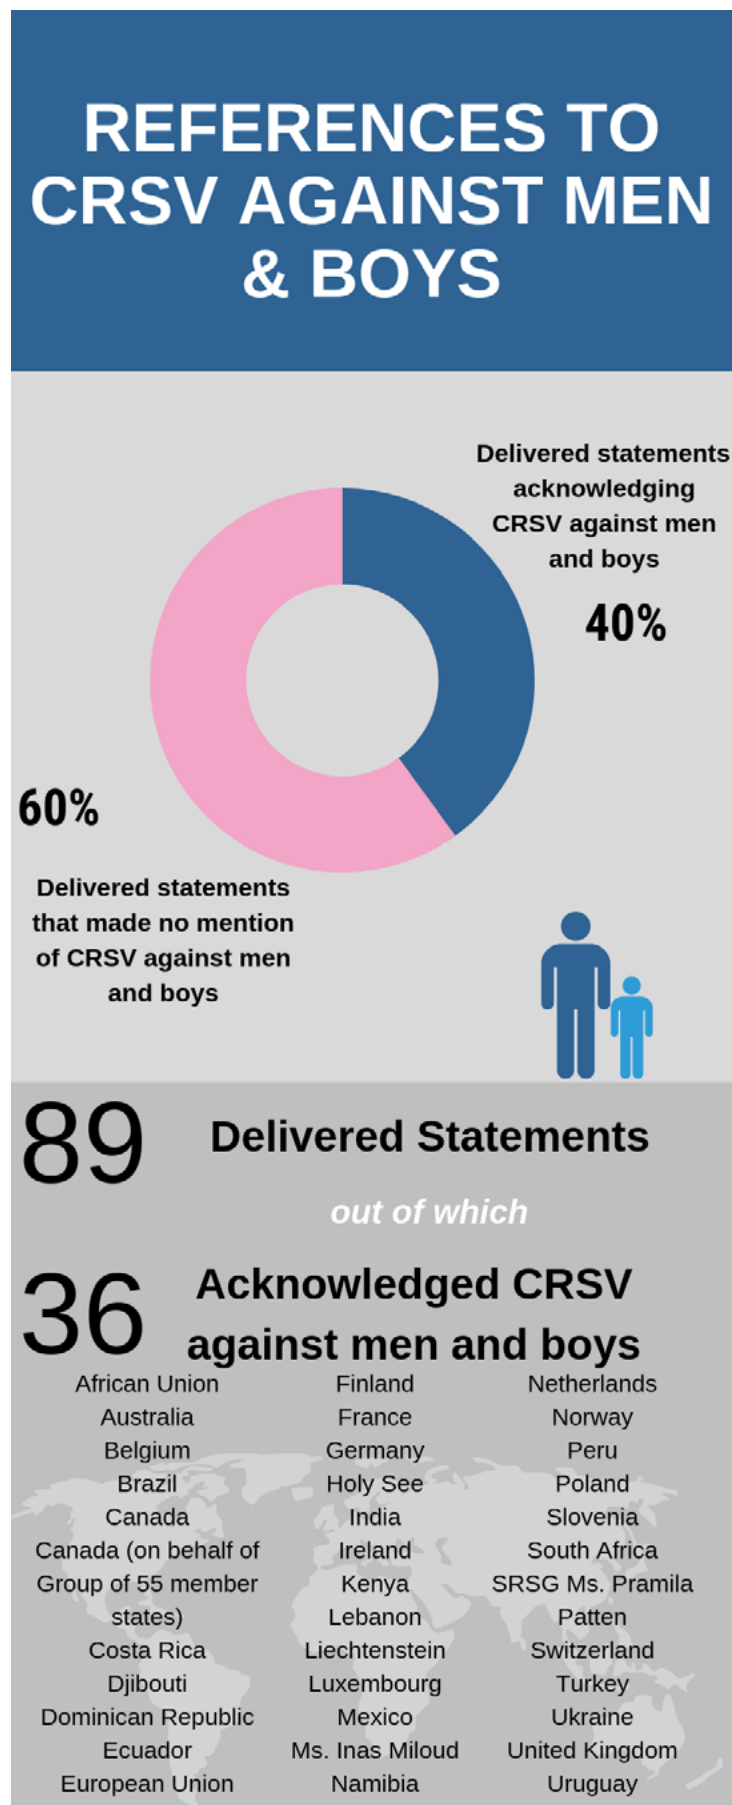 REFERENCES TO
CRSV AGAINST MEN
& BOYS
Delivered statements
acknowledging
CRSV against men
and boys
40%
60%
Delivered statements
that made no mention
of CRSV against men
and boys
89
Delivered Statements
out of which
36
Acknowledged CRSV
against men and boys
African Union
Australia
Belgium
Brazil
Canada
Canada (on behalf of
Group of 55 member
states)
Costa Rica
Djibouti
Dominican Republic
Ecuador
European Union
Finland
France
Germany
Holy See
India
Ireland
Kenya
Lebanon
Liechtenstein
Luxembourg
Mexico
Ms. Inas Miloud
Namibia
Netherlands
Norway
Peru
Poland
Slovenia
South Africa
SRSG Ms. Pramila
Patten
Switzerland
Turkey
Ukraine
United Kingdom
Uruguay